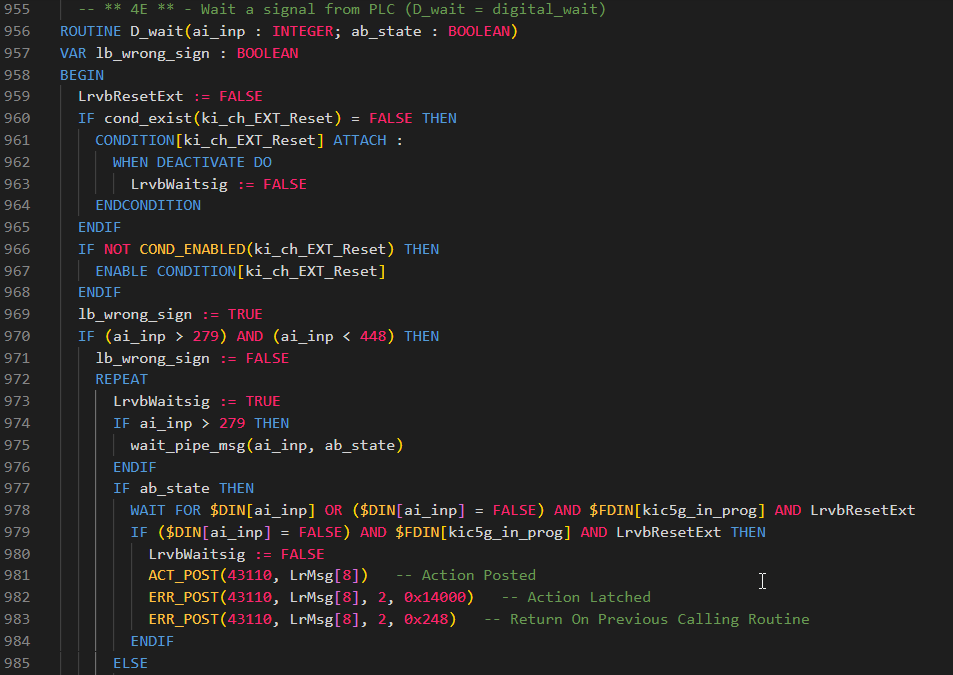 955 -- ** 4E ** - Wait a signal from PLC (D_wait = digital_wait)
956 ROUTINE D_wait(ai_inp : INTEGER; ab_state : BOOLEAN)
957 VAR lb_wrong_sign : BOOLEAN
958 BEGIN
959 LrvbResetExt := FALSE
960 IF cond_exist(ki_ch_EXT_Reset) = FALSE THEN
961 CONDITION[ki_ch_EXT_Reset] ATTACH :
962 WHEN DEACTIVATE DO
963 LrvbWaitsig := FALSE
964 ENDCONDITION
965 ENDIF
966 IF NOT COND_ENABLED(ki_ch_EXT_Reset) THEN
967 ENABLE CONDITION[ki_ch_EXT_Reset]
968 ENDIF
969 lb_wrong_sign := TRUE
970 IF (ai_inp > 279) AND (ai_inp < 448) THEN
971 lb_wrong_sign := FALSE
972 REPEAT
973 LrvbWaitsig := TRUE
974 IF ai_inp > 279 THEN
975 wait_pipe_msg(ai_inp, ab_state)
976 ENDIF
977 IF ab_state THEN
978 WAIT FOR $DIN[ai_inp] OR ($DIN[ai_inp] = FALSE) AND $FDIN[kic5g_in_prog] AND LrvbResetExt
979 IF ($DIN[ai_inp] = FALSE) AND $FDIN[kic5g_in_prog] AND LrvbResetExt THEN
980 LrvbWaitsig := FALSE
981 ACT_POST(43110, LrMsg[8]) -- Action Posted
982 ERR_POST(43110, LrMsg[8], 2, 0x14000) -- Action Latched
983 ERR_POST(43110, LrMsg[8], 2, 0x248) -- Return On Previous Calling Routine
984 ENDIF
985 ELSE